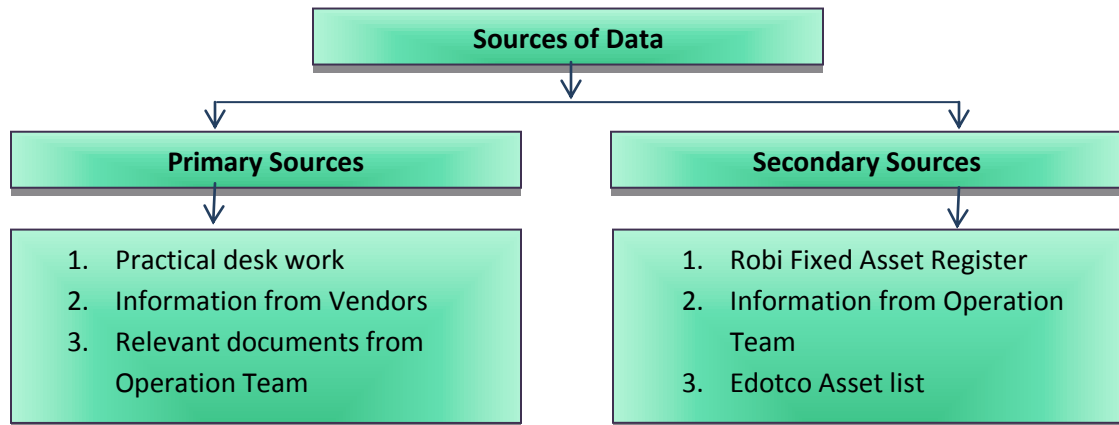 Sources of Data
Primary Sources
Secondary Sources
1. Practical desk work
2. Information from Vendors
3. Relevant documents from
Operation Team
1. Robi Fixed Asset Register
2. Information from Operation
Team
3. Edotco Asset list